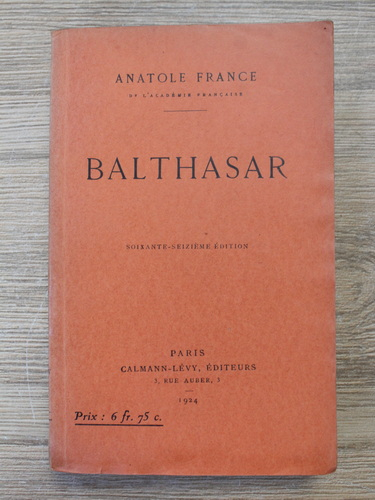 ANATOLE FRANCE
DE L'ACADÉMIE FRANÇAISE
BALTHASAR
SOIXANTE-SEIZIÈME ÉDITION
PARIS
CALMANN-LÉVY, ÉDITEURS
3, RUE AUBER, 3
1924
Prix : 6 fr. 75 c.